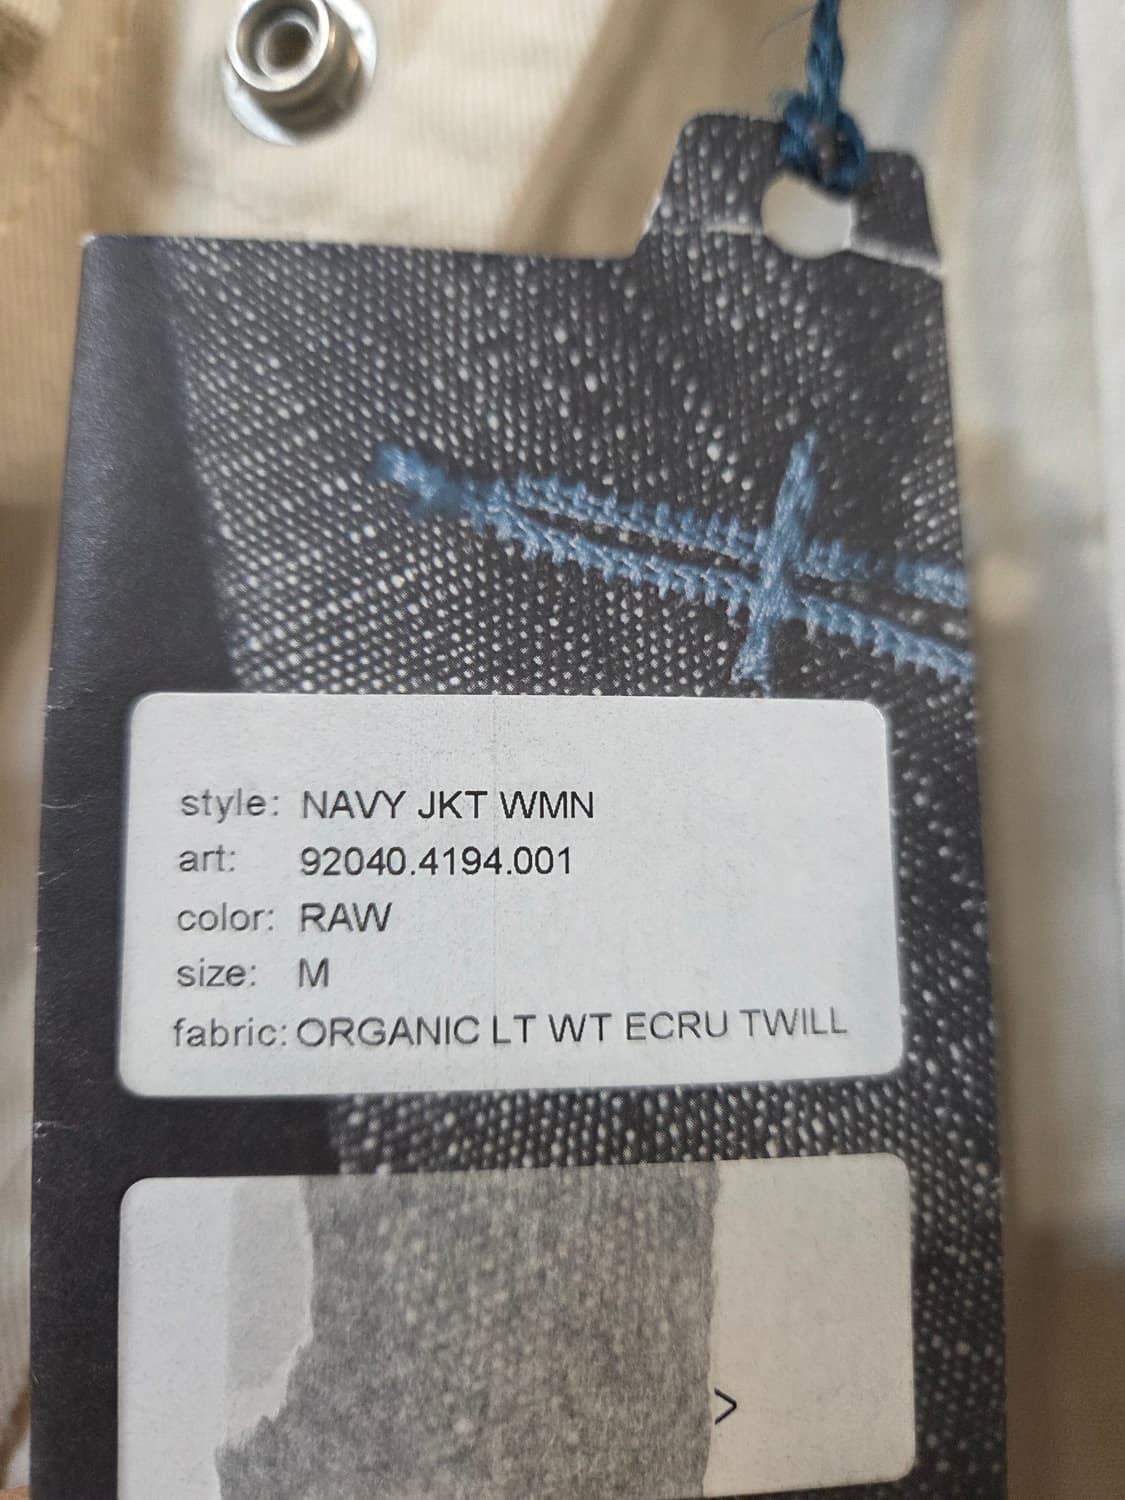 style: NAVY JKT WMN
art: 92040.4194.001
color: RAW
size: M
fabric: ORGANIC LT WT ECRU TWILL
>